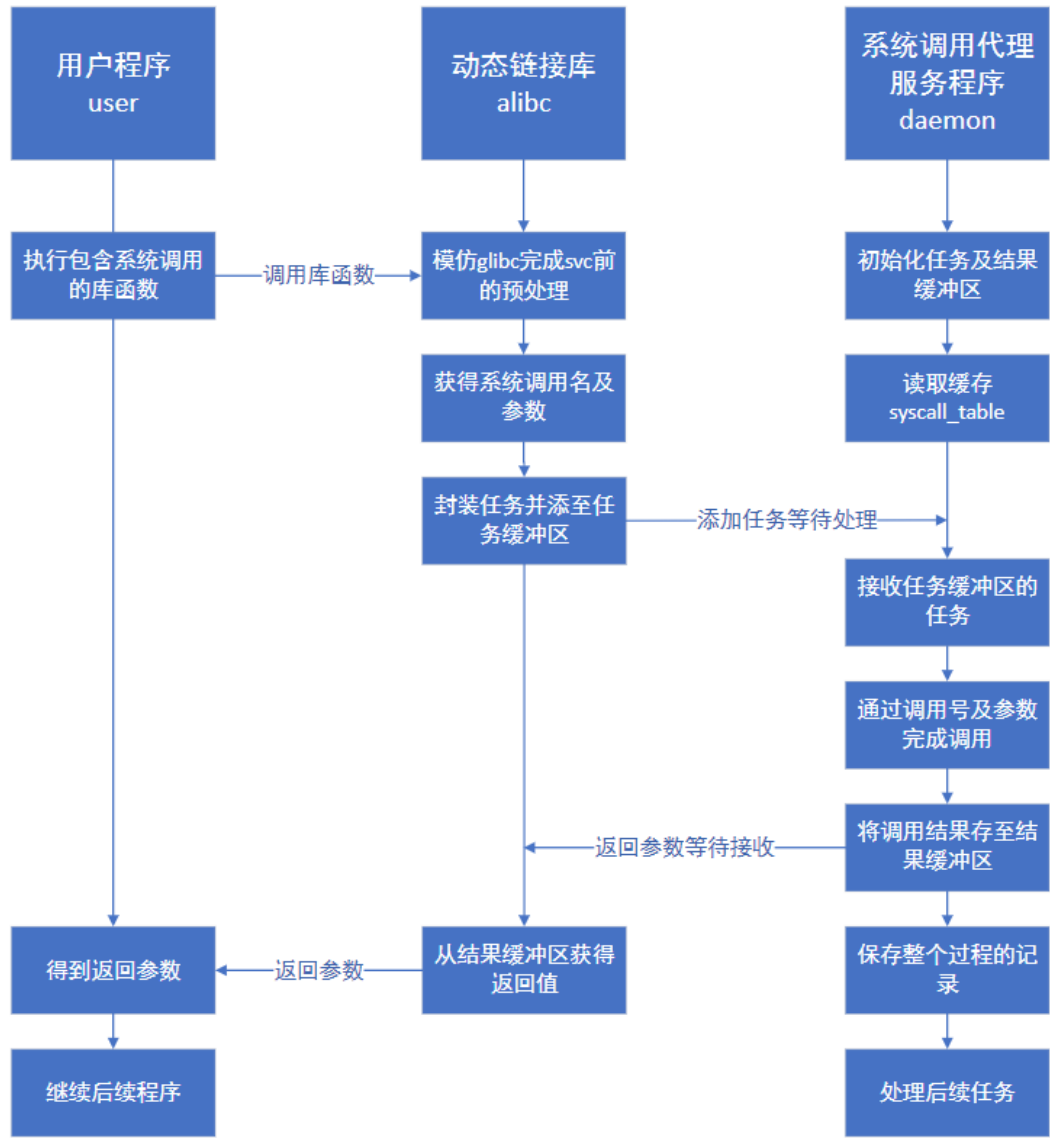 用户程序
user
动态链接库
alibc
系统调用代理
服务程序
daemon
执行包含系统调用
的库函数
调用库函数
模仿glibc完成svc前
的预处理
初始化任务及结果
缓冲区
获得系统调用名及
参数
读取缓存
syscall_table
封装任务并添至任
务缓冲区
添加任务等待处理
接收任务缓冲区的
任务
通过调用号及参数
完成调用
返回参数等待接收
将调用结果存至结
果缓冲区
得到返回参数
返回参数
从结果缓冲区获得
返回值
保存整个过程的记
录
继续后续程序
处理后续任务